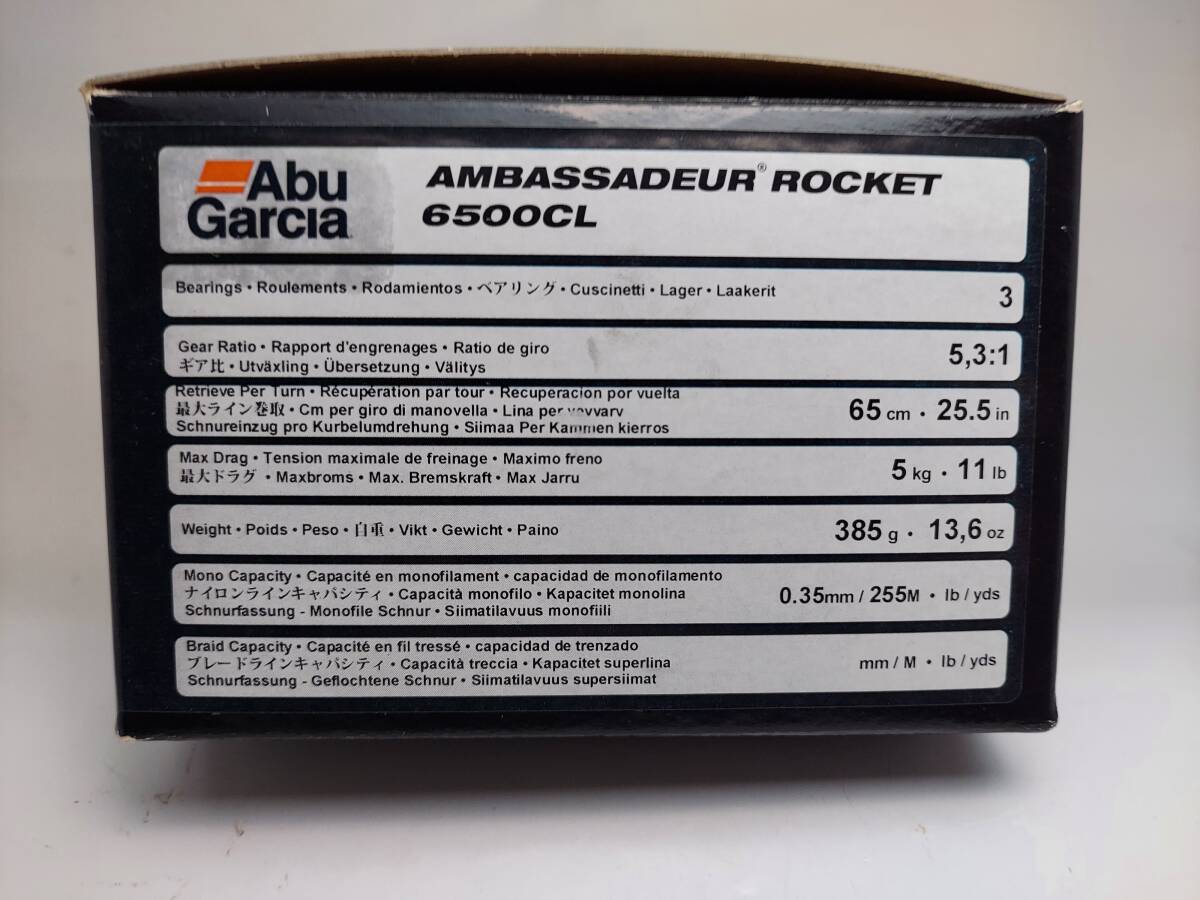 Abu
Garcia
AMBASSADEUR® ROCKET
6500CL
Bearings • Roulements • Rodamientos • ベアリング • Cuscinetti • Lager • Laakerit
3
Gear Ratio • Rapport d'engrenages • Ratio de giro
ギア比 • Utväxling • Übersetzung • Välitys
5,3:1
Retrieve Per Turn • Récupération par tour • Recuperacion por vuelta
最大ライン巻取 • Cm per giro di manovella • Lina per
Schnureinzug pro Kurbelumdrehung • Siimaa Per Kammen kierros
65 cm • 25.5 in
Max Drag • Tension maximale de freinage • Maximo freno
最大ドラグ • Maxbroms • Max. Bremskraft • Max Jarru
5 kg • 11 lb
Weight • Poids • Peso • 自重 • Vikt • Gewicht • Paino
385 g • 13,6 oz
Mono Capacity • Capacité en monofilament • capacidad de monofilamento
ナイロンラインキャパシティ • Capacità monofilo • Kapacitet monolina
Schnurfassung - Monofile Schnur • Siimatilavuus monofiili
0.35mm / 255M • lb / yds
Braid Capacity • Capacité en fil tressé • capacidad de trenzado
ブレードラインキャパシティ • Capacità treccia • Kapacitet superlina
Schnurfassung - Geflochtene Schnur • Siimatilavuus supersiimat
mm / M • lb / yds